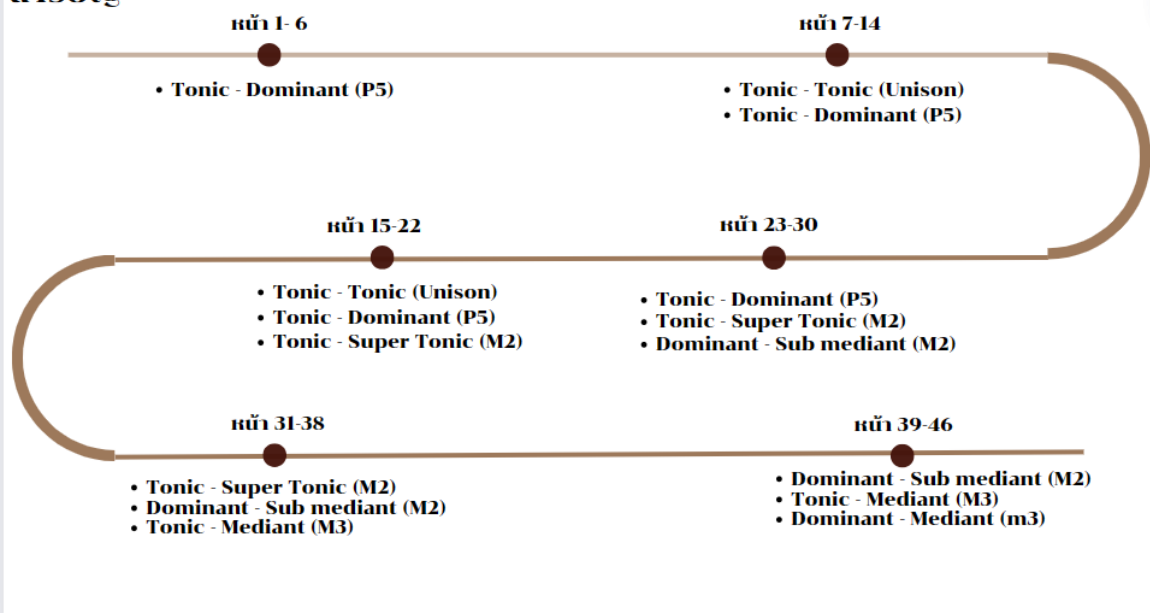 หน้า 1- 6
• Tonic - Dominant (P5)
หน้า 7-14
• Tonic - Tonic (Unison)
• Tonic - Dominant (P5)
หน้า 15-22
• Tonic - Tonic (Unison)
• Tonic - Dominant (P5)
• Tonic - Super Tonic (M2)
หน้า 23-30
• Tonic - Dominant (P5)
• Tonic - Super Tonic (M2)
• Dominant - Sub mediant (M2)
หน้า 31-38
• Tonic - Super Tonic (M2)
• Dominant - Sub mediant (M2)
• Tonic - Mediant (M3)
หน้า 39-46
• Dominant - Sub mediant (M2)
• Tonic - Mediant (M3)
• Dominant - Mediant (m3)